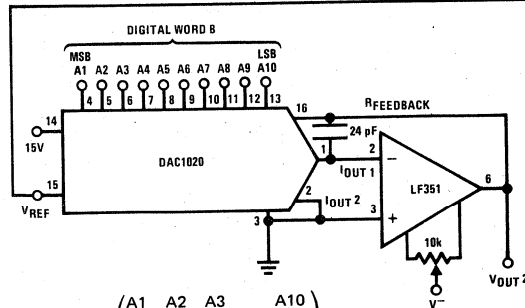 DIGITAL WORD B
MSB LSB
A1 A2 A3 A4 A5 A6 A7 A8 A9 A10
4 5 6 7 8 9 10 11 12 13
16 RFEEDBACK
14
15V
24 pF
DAC1020
1 2
IOUT 1
6
LF351
15
VREF
2
IOUT 2
3
3
10k
VOUT 2
V−
A1 A2 A3 A10